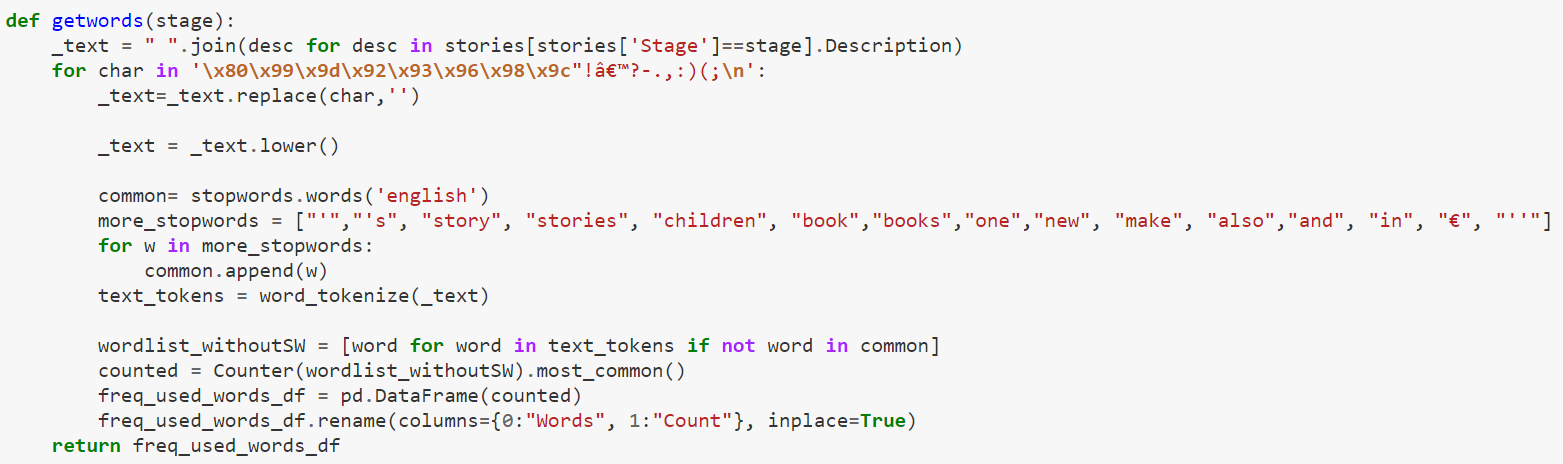 def getwords(stage):
    _text = " ".join(desc for desc in stories[stories['Stage']==stage].Description)
    for char in '\x80\x99\x9d\x92\x93\x96\x98\x9c"!â€™?-.,:)(;\n':
        _text=_text.replace(char,'')
        _text = _text.lower()
        common= stopwords.words('english')
        more_stopwords = ["'","'s", "story", "stories", "children", "book","books","one","new", "make", "also","and", "in", "€", "''"]
        for w in more_stopwords:
            common.append(w)
        text_tokens = word_tokenize(_text)
        wordlist_withoutSW = [word for word in text_tokens if not word in common]
        counted = Counter(wordlist_withoutSW).most_common()
        freq_used_words_df = pd.DataFrame(counted)
        freq_used_words_df.rename(columns={0:"Words", 1:"Count"}, inplace=True)
    return freq_used_words_df